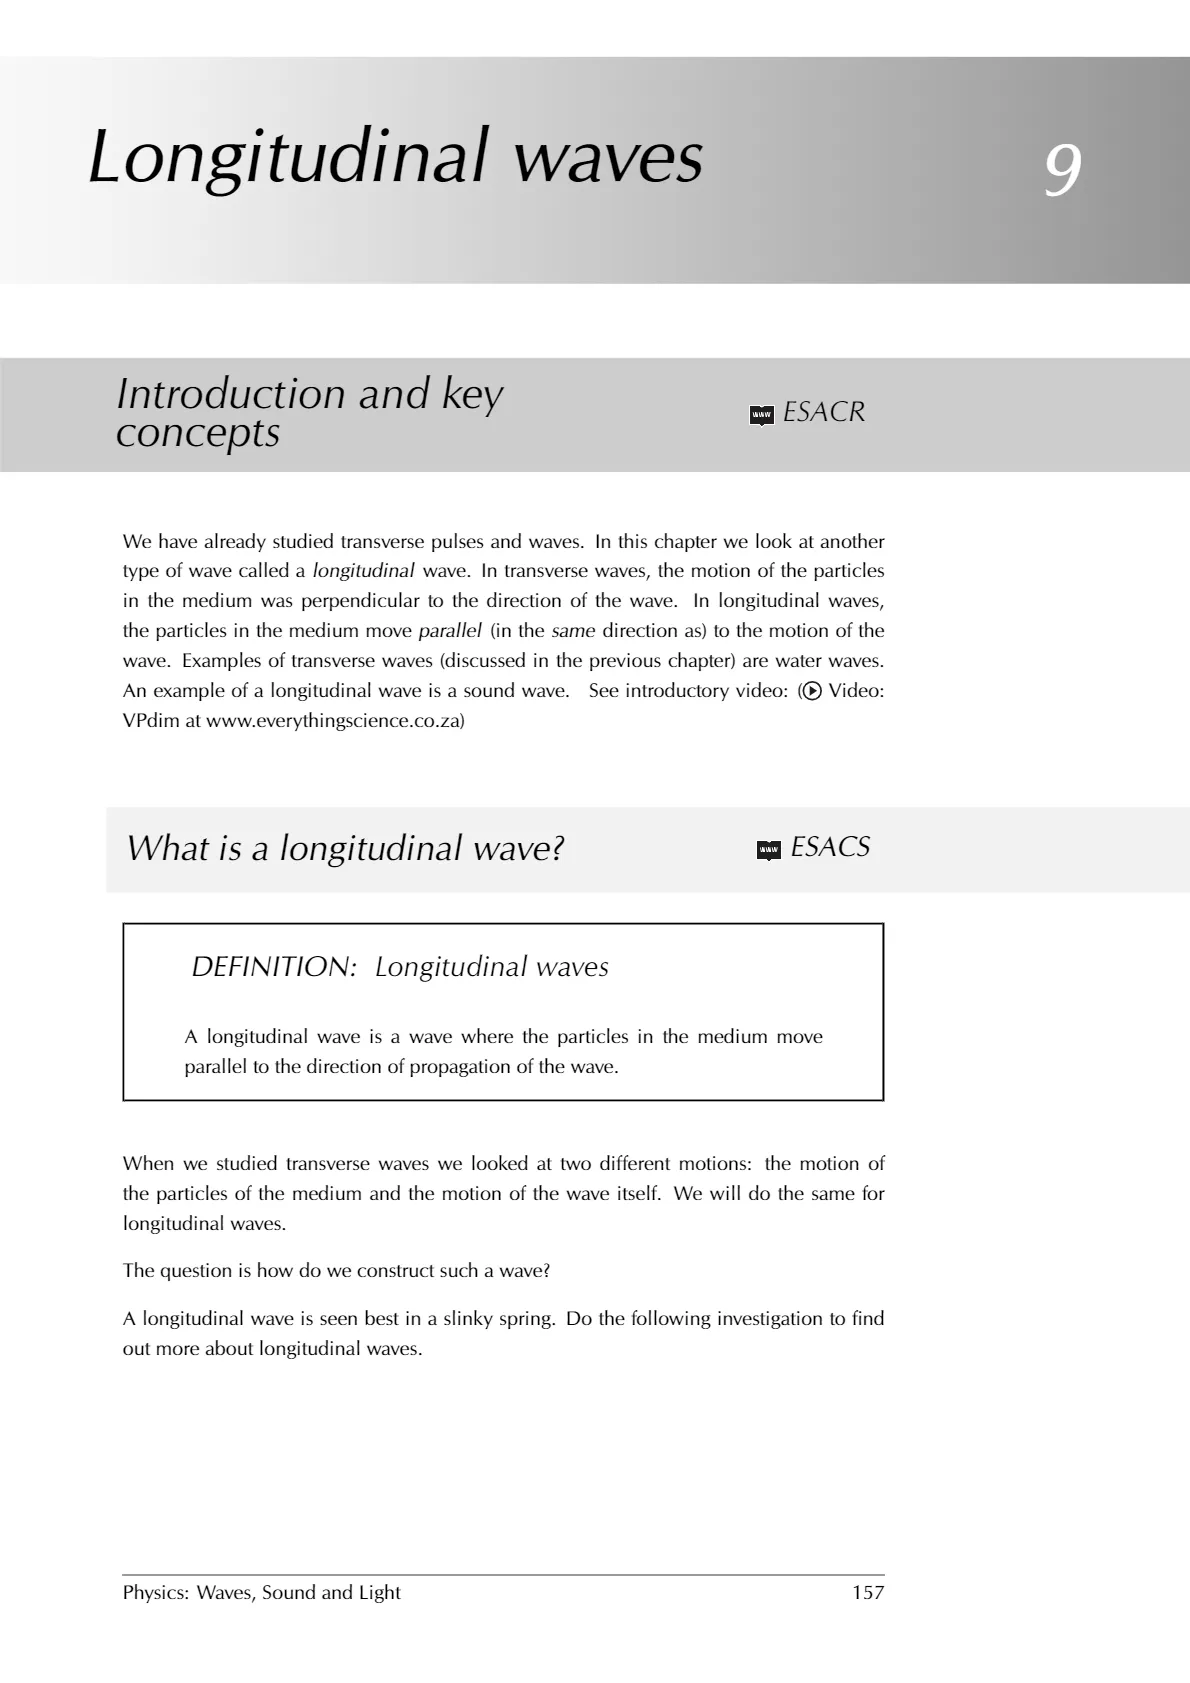 Longitudinal waves
9
Introduction and key
concepts
www ESACR
We have already studied transverse pulses and waves. In this chapter we look at another
type of wave called a longitudinal wave. In transverse waves, the motion of the particles
in the medium was perpendicular to the direction of the wave. In longitudinal waves,
the particles in the medium move parallel (in the same direction as) to the motion of the
wave. Examples of transverse waves (discussed in the previous chapter) are water waves.
An example of a longitudinal wave is a sound wave. See introductory video: ( Video:
VPdim at www.everythingscience.co.za)
What is a longitudinal wave?
www ESACS
DEFINITION: Longitudinal waves
A longitudinal wave is a wave where the particles in the medium move
parallel to the direction of propagation of the wave.
When we studied transverse waves we looked at two different motions: the motion of
the particles of the medium and the motion of the wave itself. We will do the same for
longitudinal waves.
The question is how do we construct such a wave?
A longitudinal wave is seen best in a slinky spring. Do the following investigation to find
out more about longitudinal waves.
Physics: Waves, Sound and Light
157